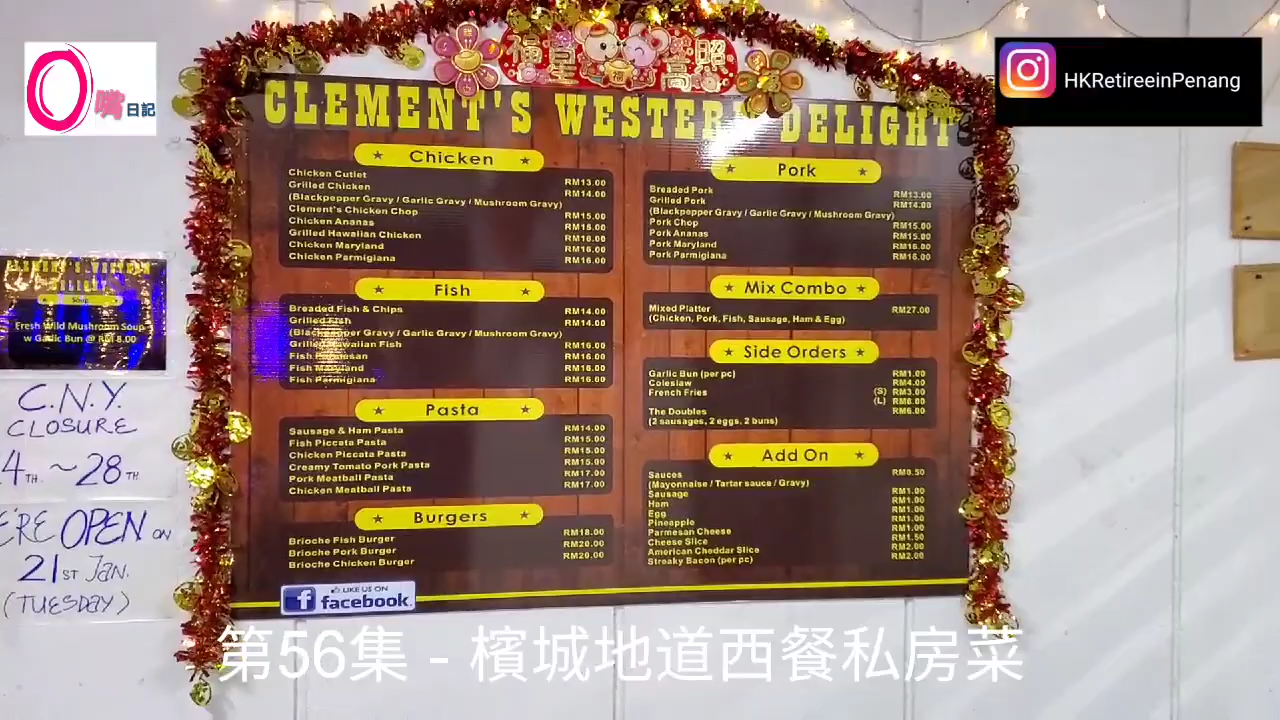 O嘴日記
HKRetireeinPenang
福星高照
CLEMENT'S WESTERN DELIGHTS
Chicken
Chicken Cutlet RM13.00
Grilled Chicken RM14.00
(Blackpepper Gravy / Garlic Gravy / Mushroom Gravy)
Clement's Chicken Chop RM15.00
Chicken Ananas RM16.00
Grilled Hawaiian Chicken RM16.00
Chicken Maryland RM16.00
Chicken Parmigiana RM16.00
Fish
Breaded Fish & Chips RM14.00
Grilled Fish RM14.00
(Blackpepper Gravy / Garlic Gravy / Mushroom Gravy)
Grilled Hawaiian Fish RM16.00
Fish Parmesan RM16.00
Fish Maryland RM16.00
Fish Parmigiana RM16.00
Pasta
Sausage & Ham Pasta RM14.00
Fish Piccata Pasta RM15.00
Chicken Piccata Pasta RM15.00
Creamy Tomato Pork Pasta RM15.00
Pork Meatball Pasta RM17.00
Chicken Meatball Pasta RM17.00
Burgers
Brioche Fish Burger RM18.00
Brioche Pork Burger RM20.00
Brioche Chicken Burger RM20.00
LIKE US ON
facebook.
Pork
Breaded Pork RM13.00
Grilled Pork RM14.00
(Blackpepper Gravy / Garlic Gravy / Mushroom Gravy)
Pork Chop RM15.00
Pork Ananas RM15.00
Pork Maryland RM16.00
Pork Parmigiana RM16.00
Mix Combo
Mixed Platter RM27.00
(Chicken, Pork, Fish, Sausage, Ham & Egg)
Side Orders
Garlic Bun (per pc) RM1.00
Coleslaw RM4.00
French Fries (S) RM3.00
(L) RM6.00
The Doubles RM6.00
(2 sausages, 2 eggs, 2 buns)
Add On
Sauces RM0.50
(Mayonnaise / Tartar sauce / Gravy)
Sausage RM1.00
Ham RM1.00
Egg RM1.00
Pineapple RM1.00
Parmesan Cheese RM1.00
Cheese Slice RM1.50
American Cheddar Slice RM2.00
Streaky Bacon (per pc) RM2.00
Soup
Fresh Wild Mushroom Soup
w Garlic Bun @ RM 8.00
C.N.Y.
CLOSURE
4TH ~ 28TH
E'RE OPEN ON
21ST JAN.
(TUESDAY)
第56集 - 檳城地道西餐私房菜